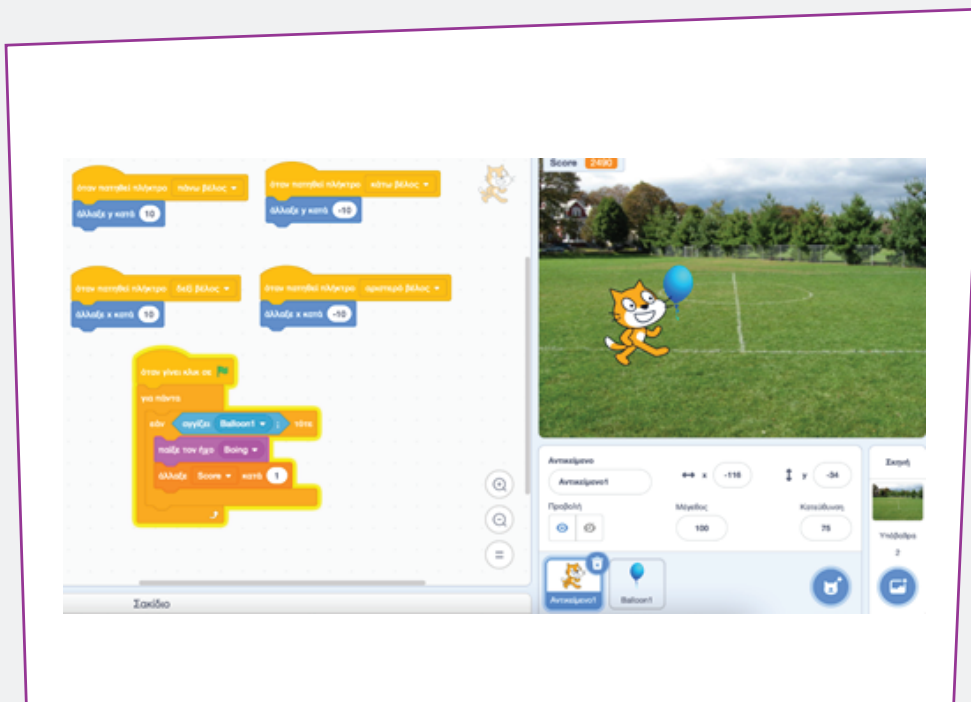 όταν πατηθεί πλήκτρο πάνω βέλος
άλλαξε y κατά 10
όταν πατηθεί πλήκτρο κάτω βέλος
άλλαξε y κατά -10
όταν πατηθεί πλήκτρο δεξί βέλος
άλλαξε x κατά 10
όταν πατηθεί πλήκτρο αριστερό βέλος
άλλαξε x κατά -10
όταν γίνει κλικ σε
για πάντα
εάν αγγίζει Balloon1 ; τότε
παίξε τον ήχο Boing
άλλαξε Score κατά 1
=
Σακίδιο
Score 2490
Αντικείμενο
Αντικείμενο1
x -116
y -34
Προβολή
Μέγεθος
100
Κατεύθυνση
78
Αντικείμενο1
Balloon1
Σκηνή
Υπόβαθρα
2